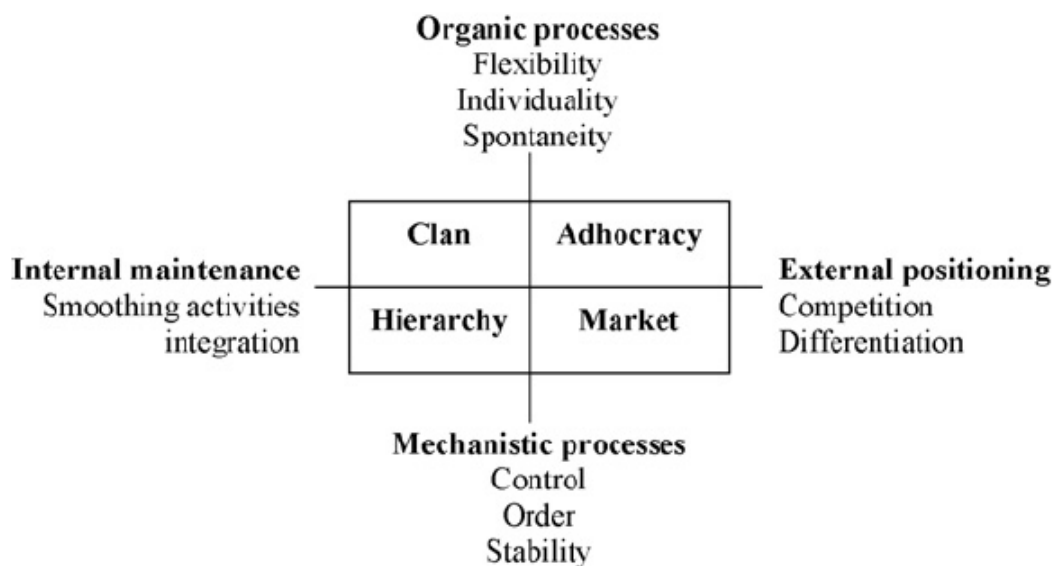 Organic processes
Flexibility
Individuality
Spontaneity
Clan
Adhocracy
Internal maintenance
Smoothing activities
integration
External positioning
Competition
Differentiation
Hierarchy
Market
Mechanistic processes
Control
Order
Stability